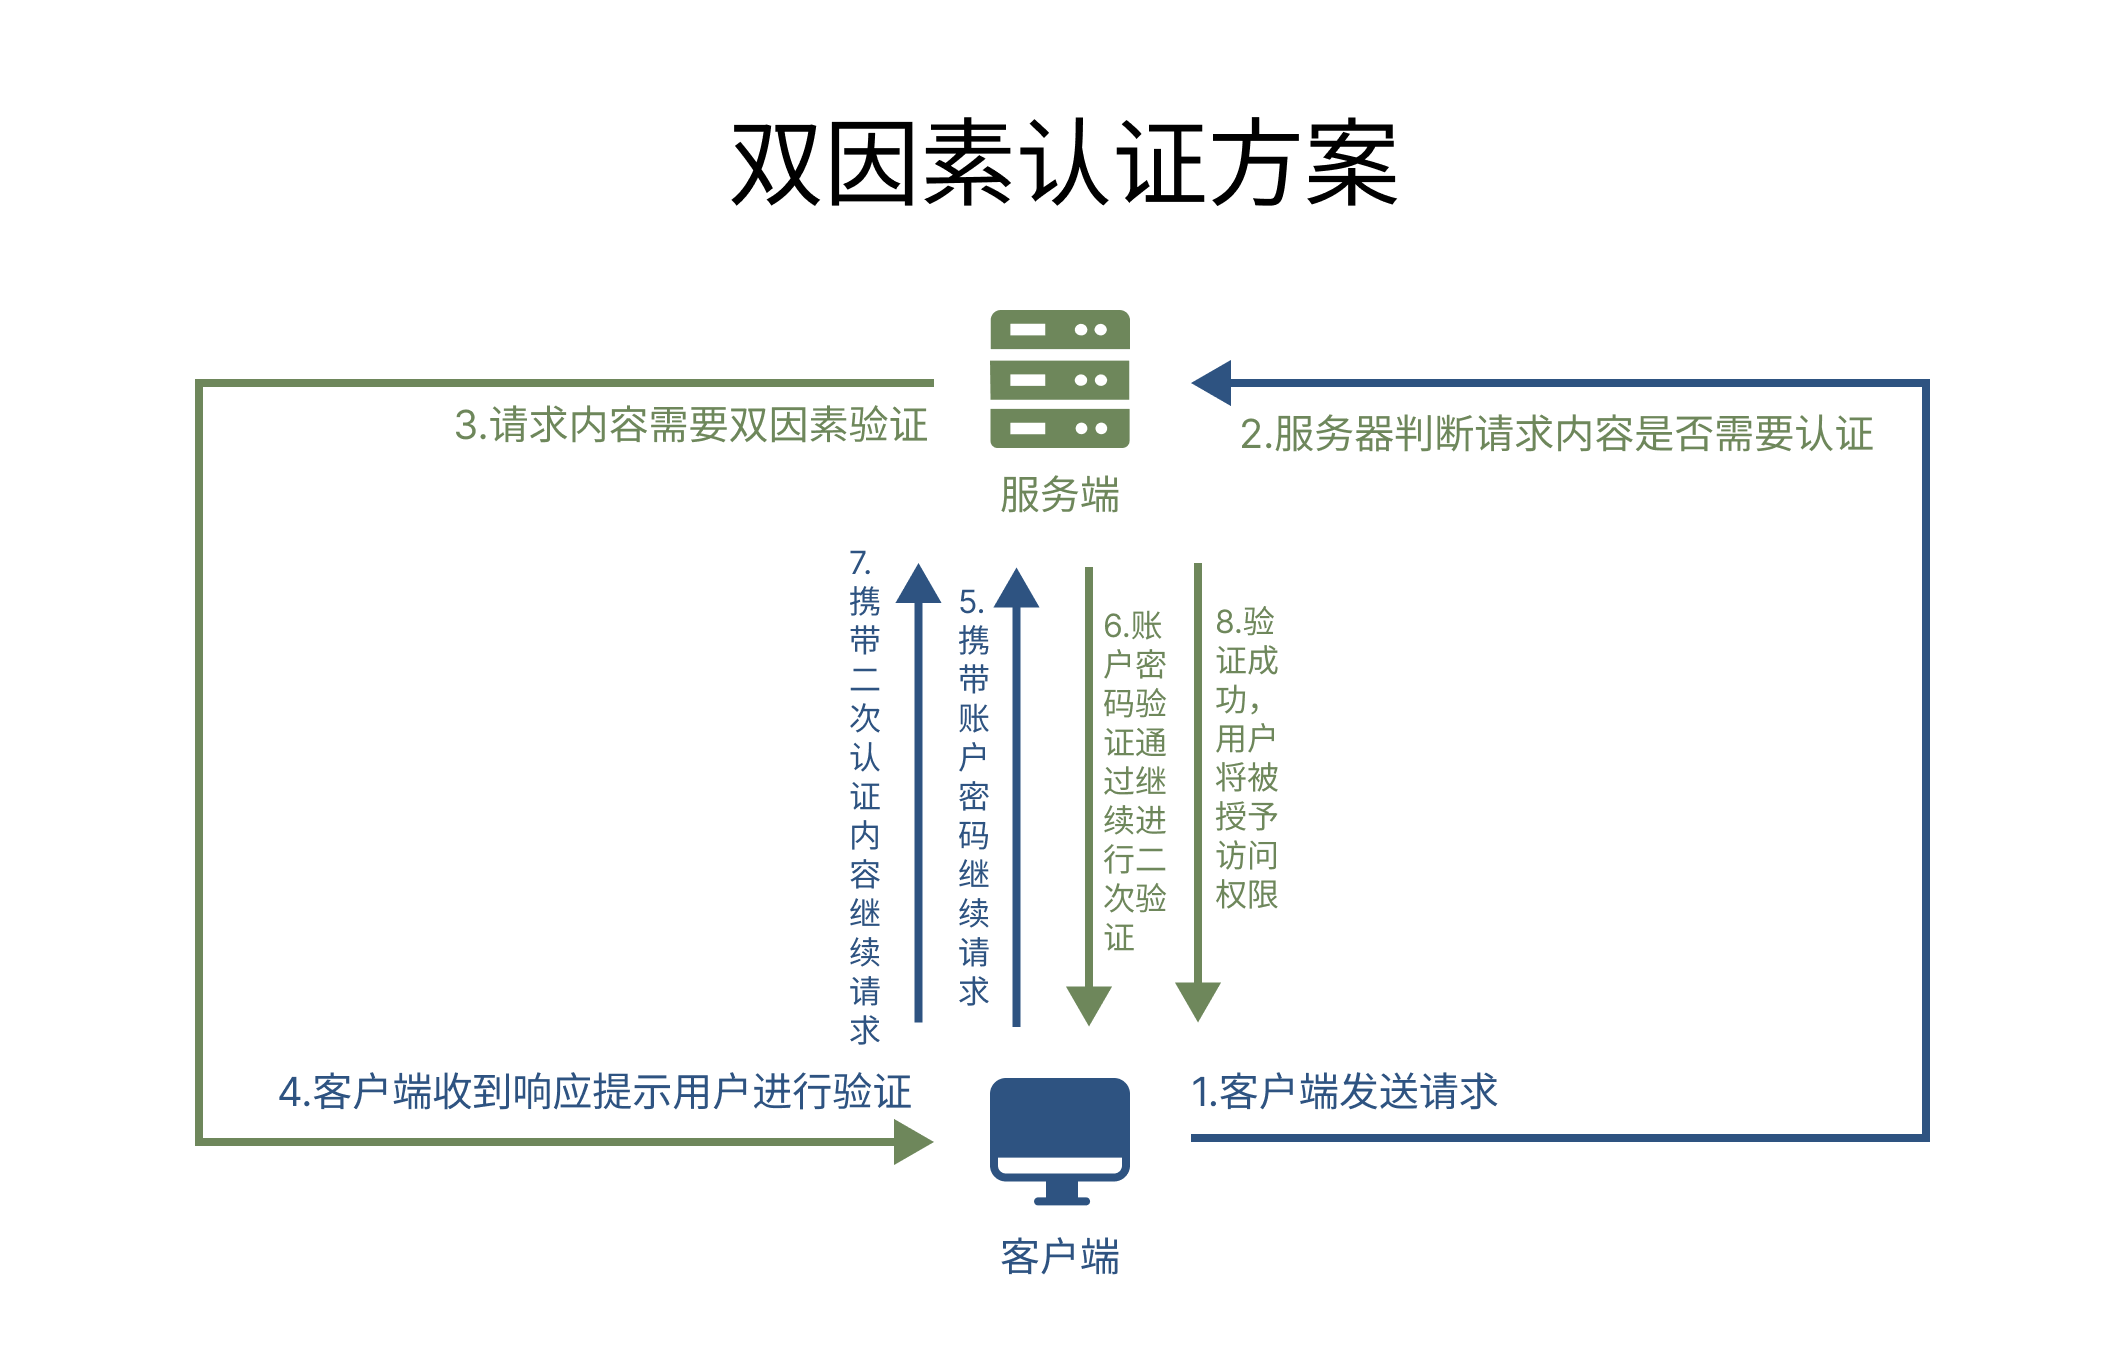 双因素认证方案
3.请求内容需要双因素验证
2.服务器判断请求内容是否需要认证
服务端
7.
携
带
二
次
认
证
内
容
继
续
请
求
5.
携
带
账
户
密
码
继
续
请
求
6.账
户密
码验
证通
过继
续进
行二
次验
证
8.验
证成
功，
用户
将被
授予
访问
权限
4.客户端收到响应提示用户进行验证
1.客户端发送请求
客户端